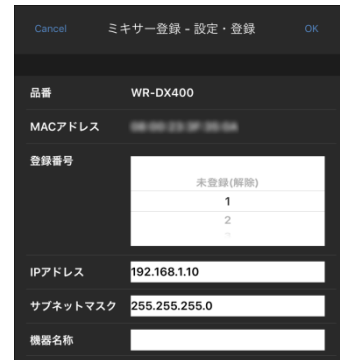 Cancel ミキサー登録 - 設定・登録 OK
品番 WR-DX400
MACアドレス
登録番号
未登録(解除)
1
2
IPアドレス 192.168.1.10
サブネットマスク 255.255.255.0
機器名称